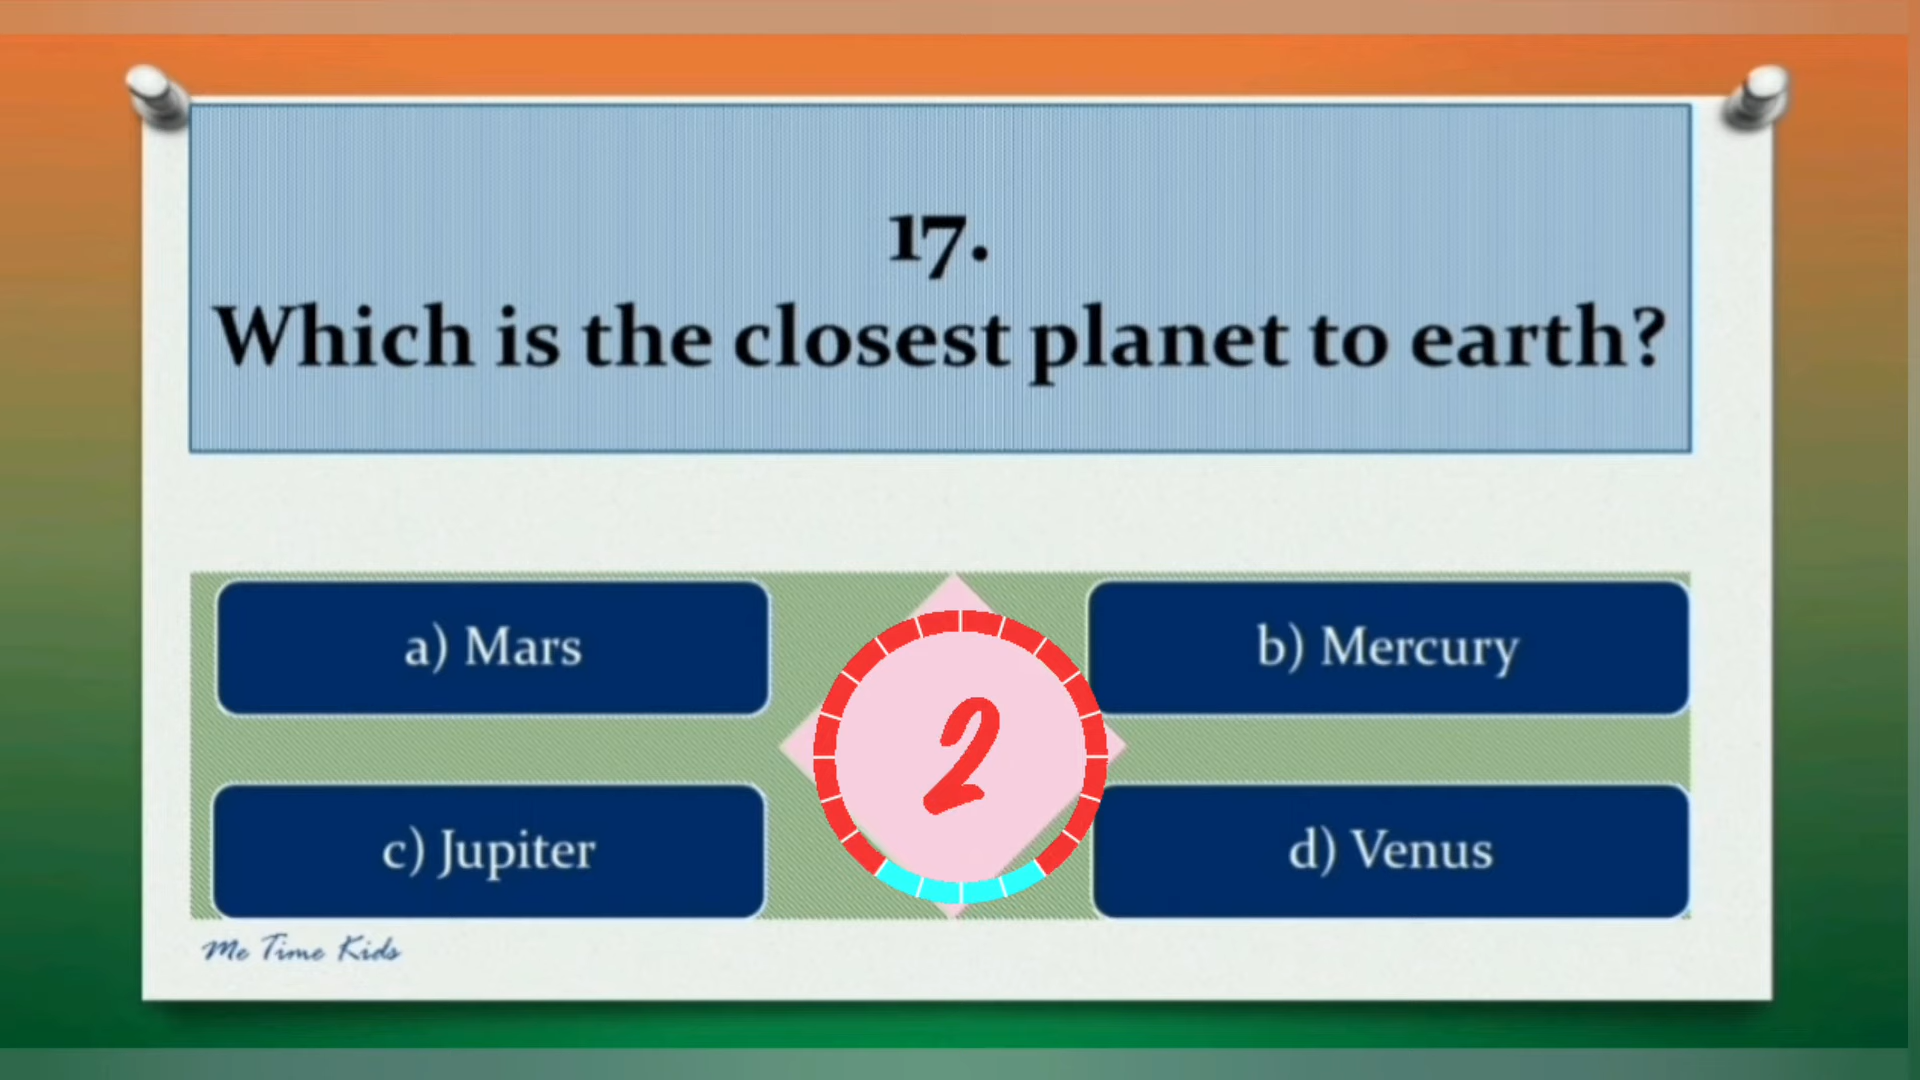 17.
Which is the closest planet to earth?
a) Mars
b) Mercury
2
c) Jupiter
d) Venus
Me Time Kids